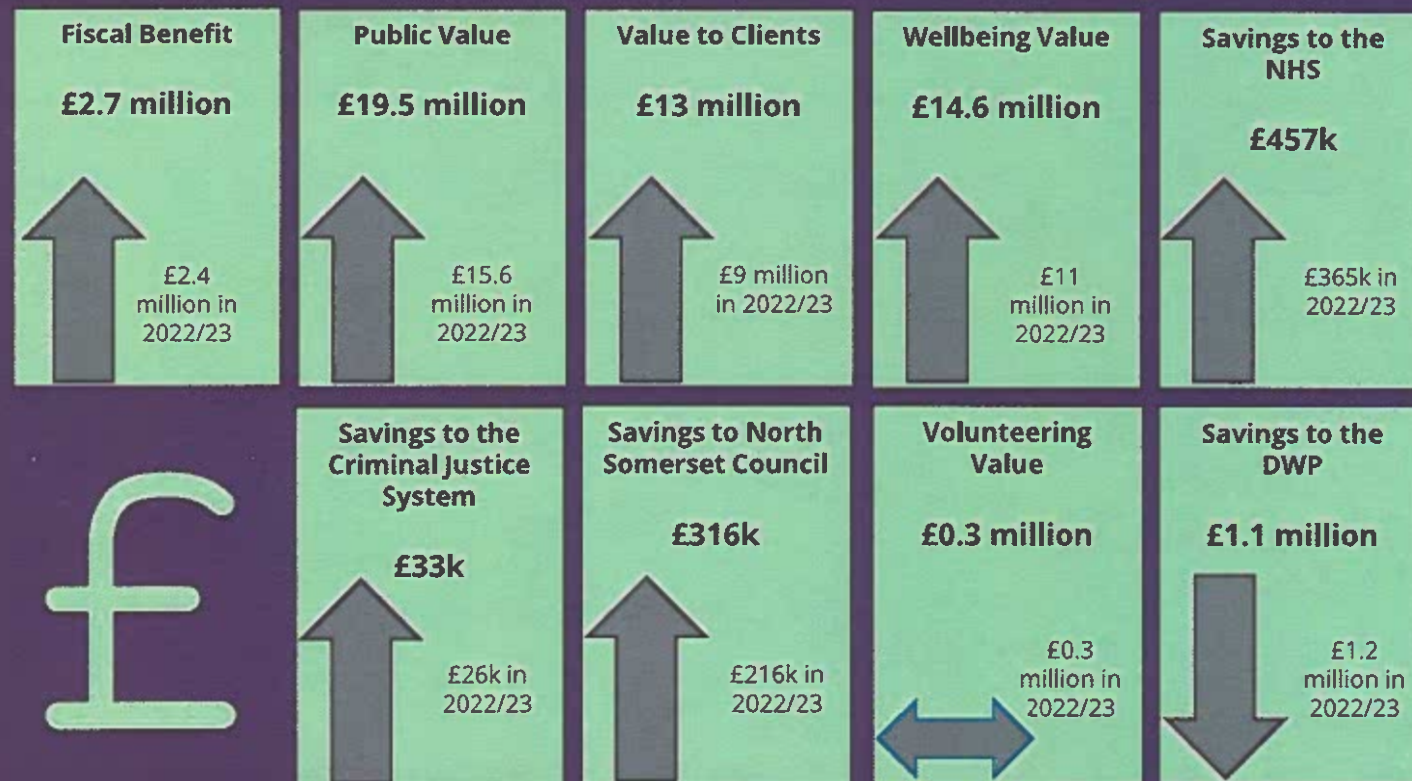 Fiscal Benefit
£2.7 million
£2.4
million in
2022/23
Public Value
£19.5 million
£15.6
million in
2022/23
Value to Clients
£13 million
£9 million
in 2022/23
Wellbeing Value
£14.6 million
£11
million in
2022/23
Savings to the
NHS
£457k
£365k in
2022/23
£
Savings to the
Criminal Justice
System
£33k
£26k in
2022/23
Savings to North
Somerset Council
£316k
£216k in
2022/23
Volunteering
Value
£0.3 million
£0.3
million in
2022/23
Savings to the
DWP
£1.1 million
£1.2
million in
2022/23